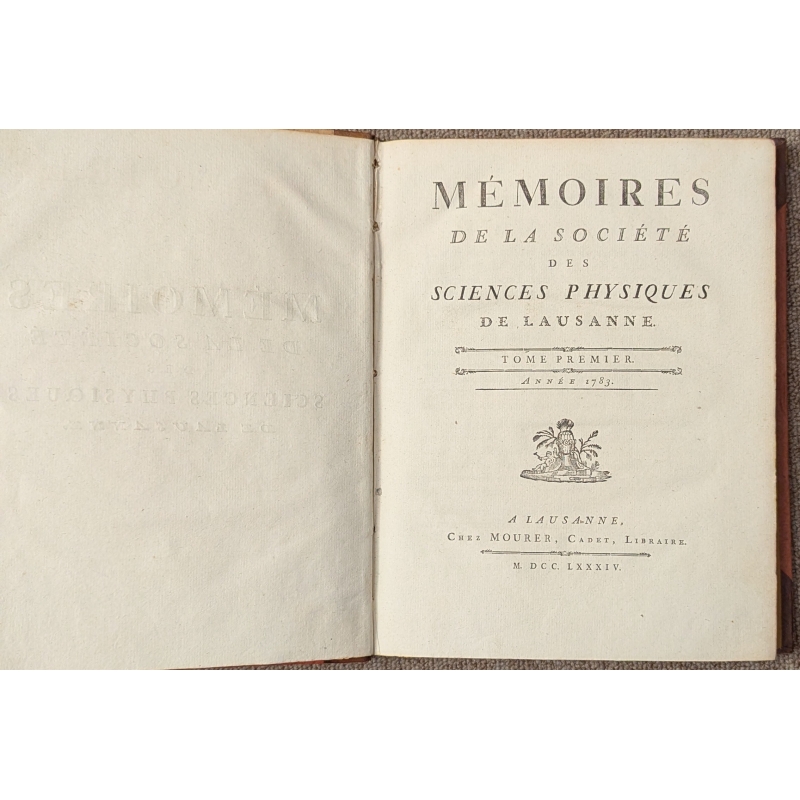 MÉMOIRES
DE LA SOCIÉTÉ
DES
SCIENCES PHYSIQUES
DE LAUSANNE.
TOME PREMIER.
ANNÉE 1783.
A LAUSANNE,
CHEZ MOURER, CADET, LIBRAIRE.
M. DCC. LXXXIV.